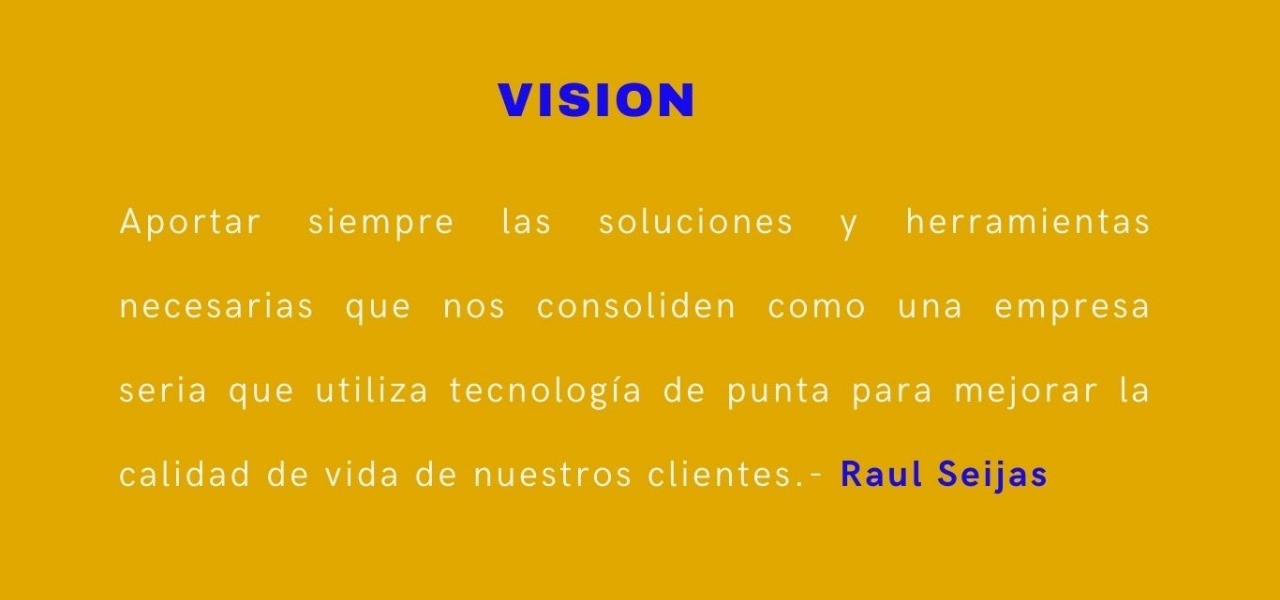 VISION
Aportar siempre las soluciones y herramientas
necesarias que nos consoliden como una empresa
seria que utiliza tecnología de punta para mejorar la
calidad de vida de nuestros clientes.- Raul Seijas